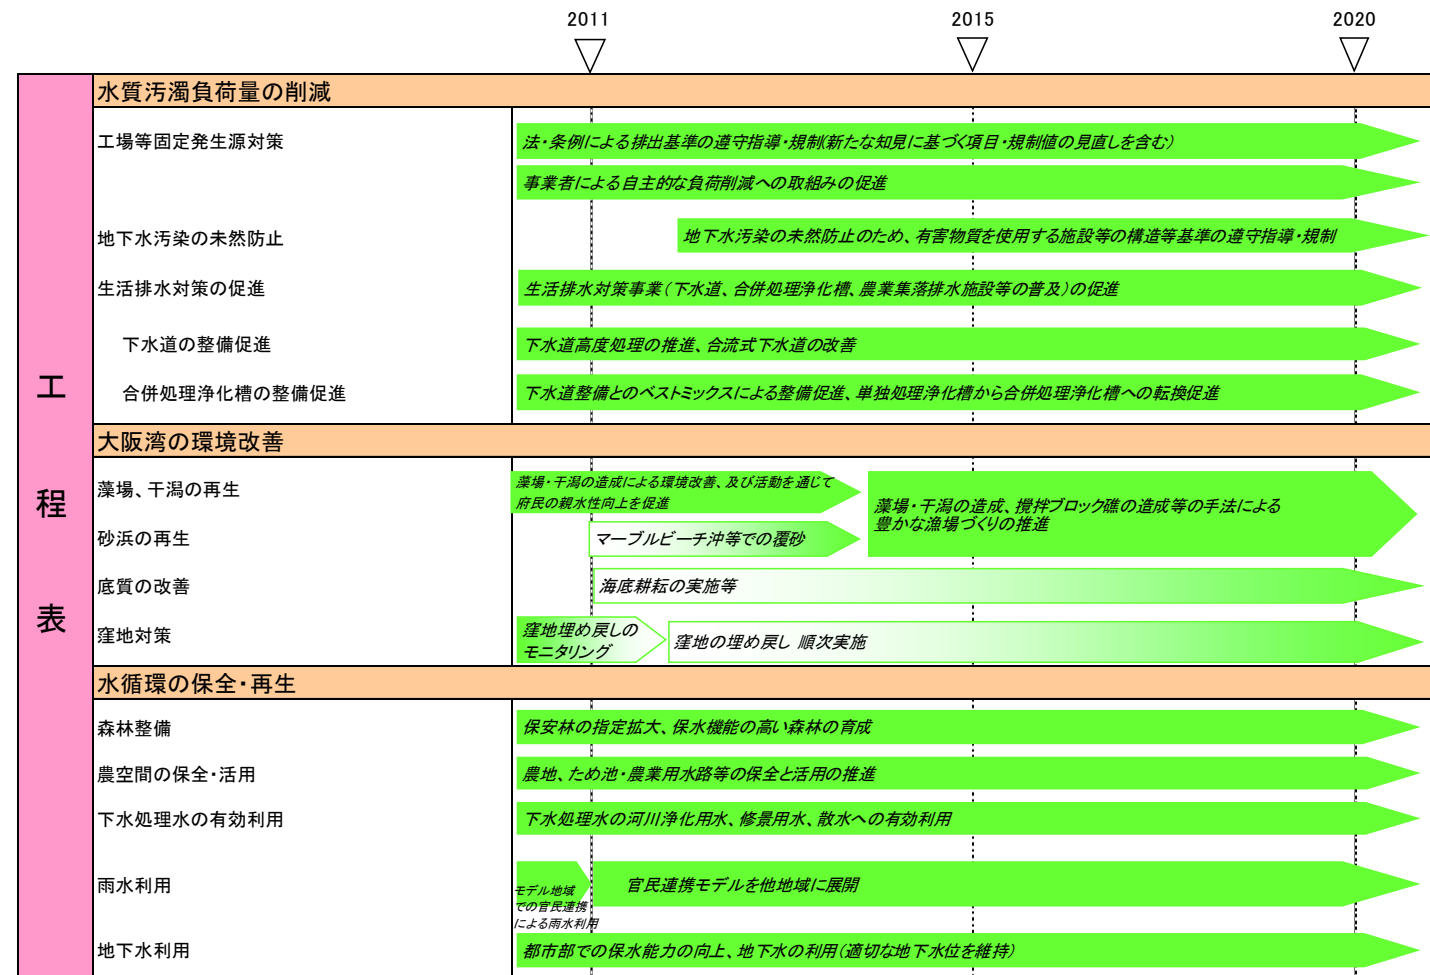 2011 2015 2020
工程表
水質汚濁負荷量の削減
工場等固定発生源対策
法・条例による排出基準の遵守指導・規制(新たな知見に基づく項目・規制値の見直しを含む)
事業者による自主的な負荷削減への取組みの促進
地下水汚染の未然防止
地下水汚染の未然防止のため、有害物質を使用する施設等の構造等基準の遵守指導・規制
生活排水対策の促進
生活排水対策事業(下水道、合併処理浄化槽、農業集落排水施設等の普及)の促進
下水道の整備促進
下水道高度処理の推進、合流式下水道の改善
合併処理浄化槽の整備促進
下水道整備とのベストミックスによる整備促進、単独処理浄化槽から合併処理浄化槽への転換促進
大阪湾の環境改善
藻場、干潟の再生
藻場・干潟の造成による環境改善、及び活動を通じて
府民の親水性向上を促進
藻場・干潟の造成、攪拌ブロック礁の造成等の手法による
豊かな漁場づくりの推進
砂浜の再生
マーブルビーチ沖等での覆砂
底質の改善
海底耕耘の実施等
窪地対策
窪地埋め戻しの
モニタリング
窪地の埋め戻し 順次実施
水循環の保全・再生
森林整備
保安林の指定拡大、保水機能の高い森林の育成
農空間の保全・活用
農地、ため池・農業用水路等の保全と活用の推進
下水処理水の有効利用
下水処理水の河川浄化用水、修景用水、散水への有効利用
雨水利用
モデル地域
での官民連携
による雨水利用
官民連携モデルを他地域に展開
地下水利用
都市部での保水能力の向上、地下水の利用(適切な地下水位を維持)